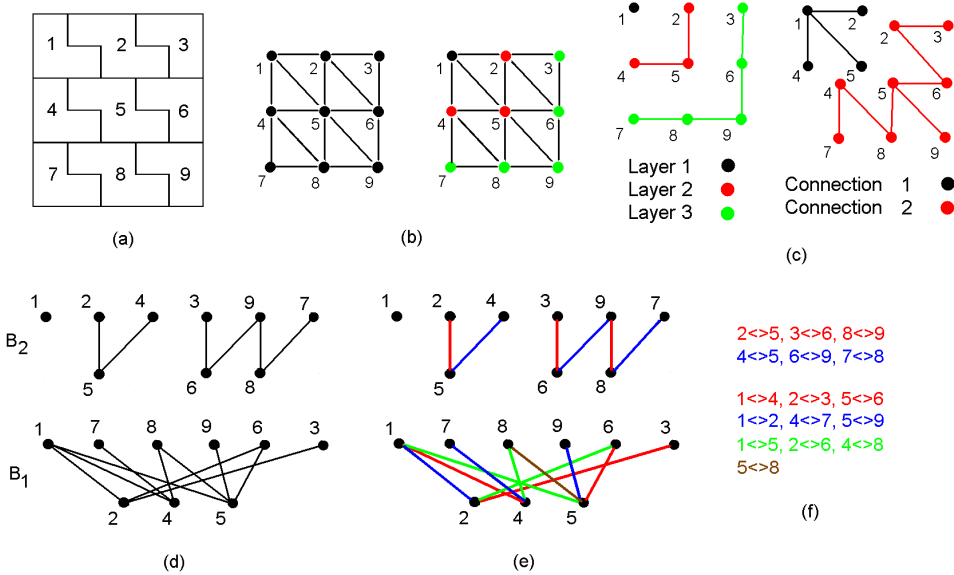 1 2 3
4 5 6
7 8 9
(a)
1 2 3
4 5 6
7 8 9
1 2 3
4 5 6
7 8 9
(b)
1 2 3
4 5 6
7 8 9
Layer 1
Layer 2
Layer 3
1 2 2 3
4 5 4 5 6
7 8 9
Connection 1
Connection 2
(c)
B2 1 2 4 3 9 7
5 6 8
B1 1 7 8 9 6 3
2 4 5
(d)
1 2 4 3 9 7
5 6 8
1 7 8 9 6 3
2 4 5
(e)
2<>5, 3<>6, 8<>9
4<>5, 6<>9, 7<>8
1<>4, 2<>3, 5<>6
1<>2, 4<>7, 5<>9
1<>5, 2<>6, 4<>8
5<>8
(f)